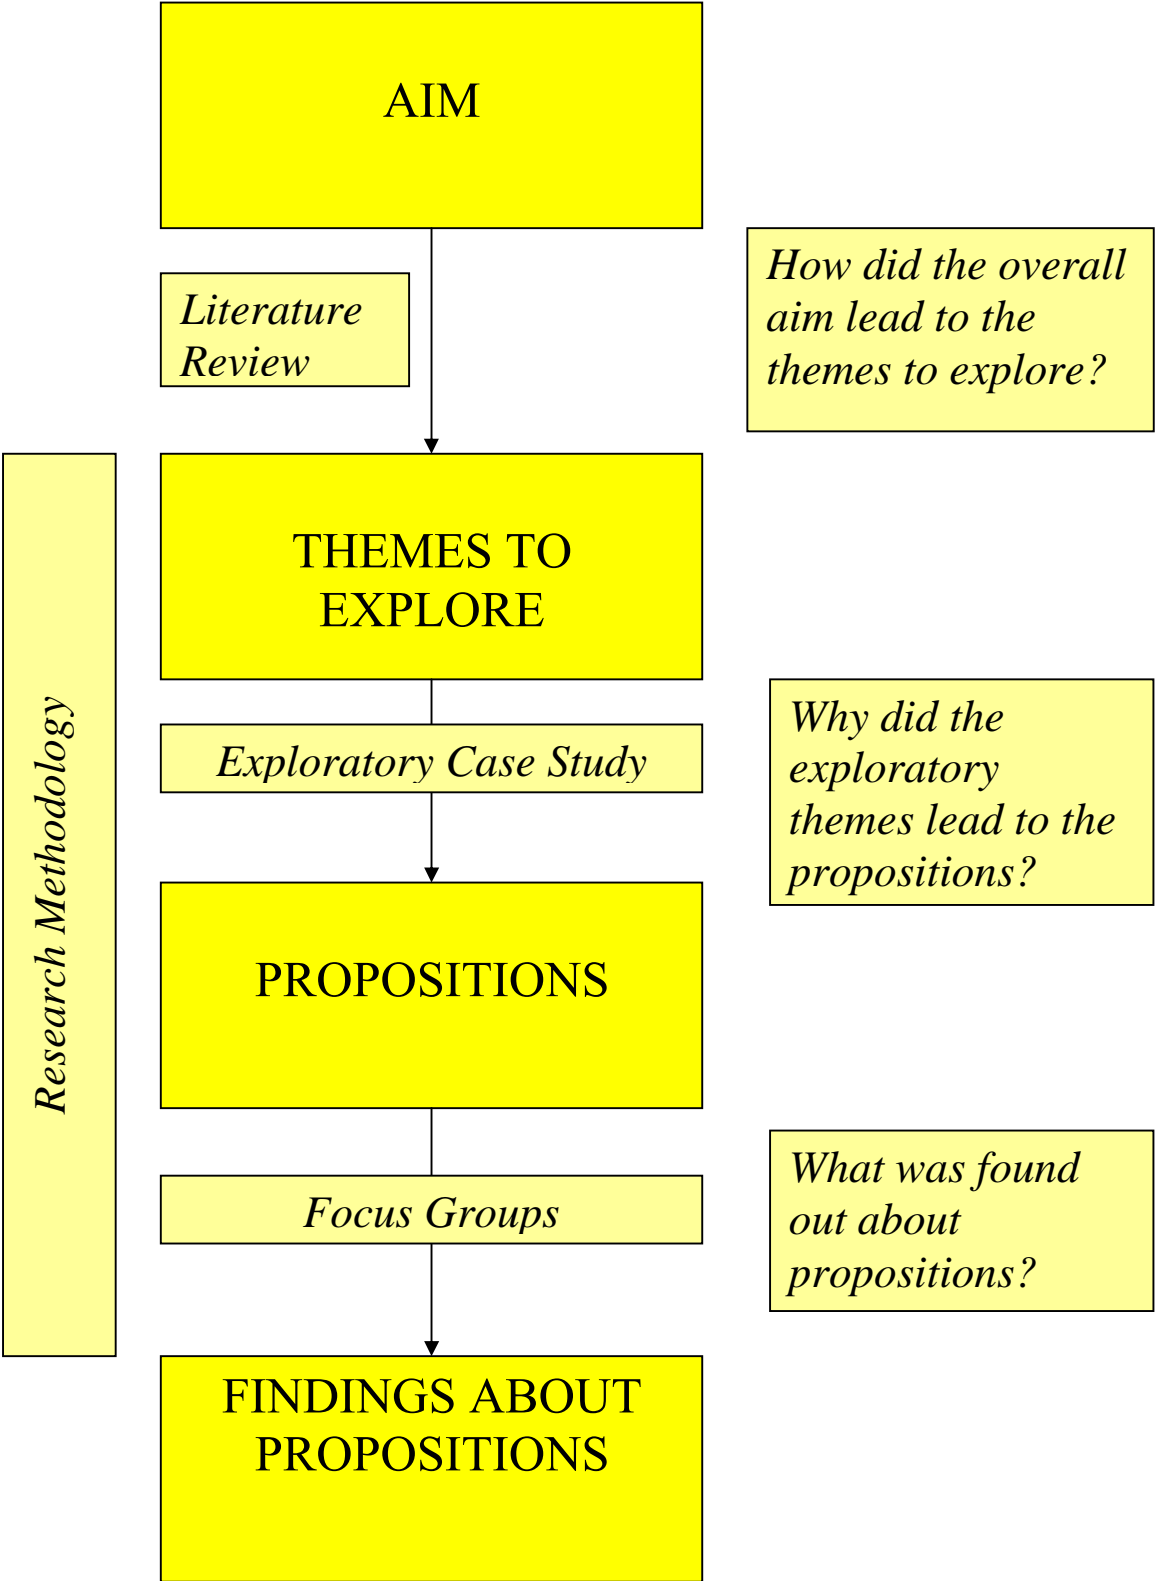 AIM
Literature
Review
How did the overall
aim lead to the
themes to explore?
THEMES TO
EXPLORE
Research Methodology
Exploratory Case Study
Why did the
exploratory
themes lead to the
propositions?
PROPOSITIONS
Focus Groups
What was found
out about
propositions?
FINDINGS ABOUT
PROPOSITIONS